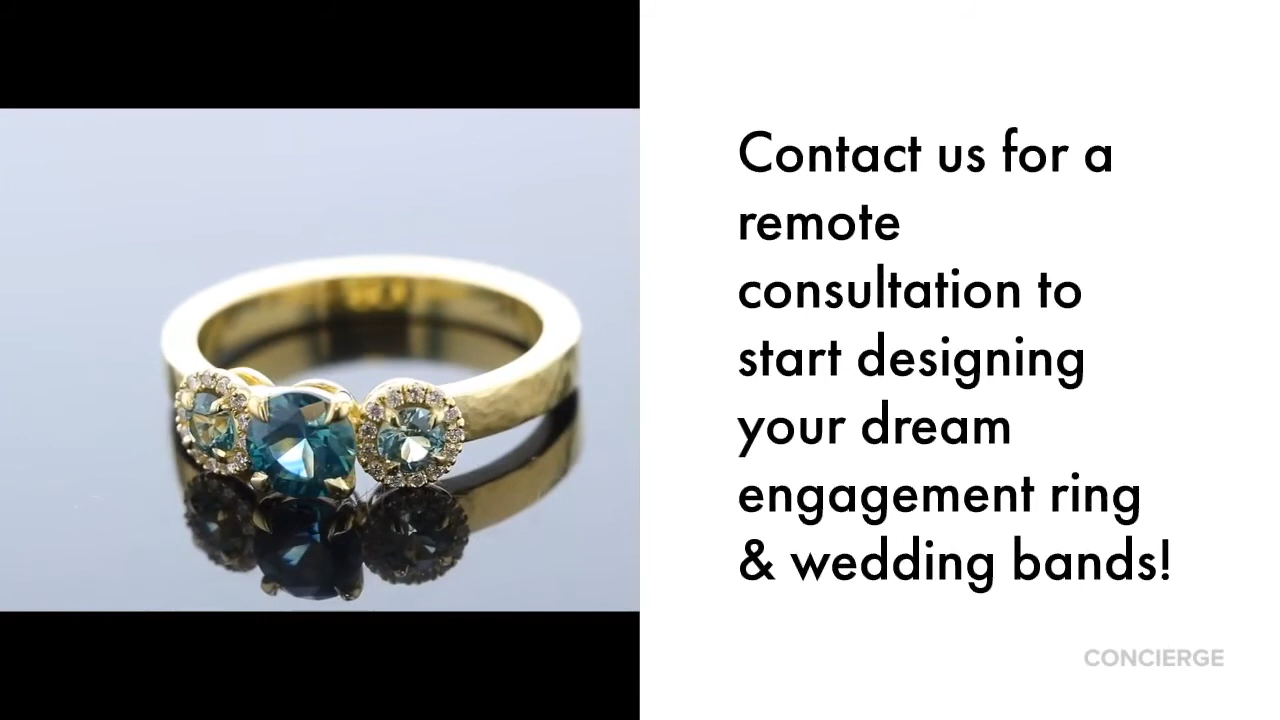 Contact us for a
remote
consultation to
start designing
your dream
engagement ring
& wedding bands!
CONCIERGE